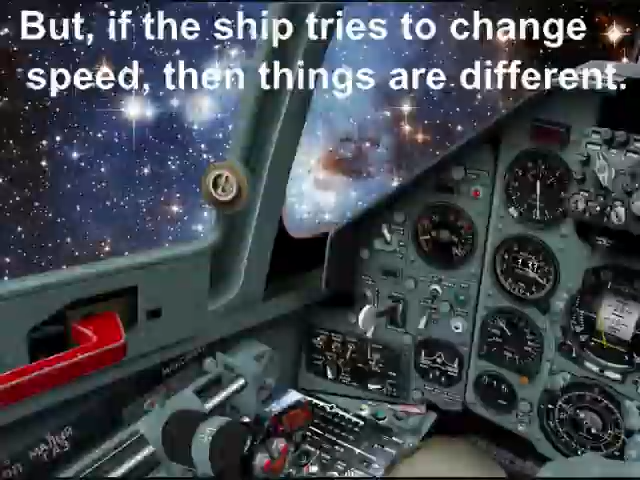 But, if the ship tries to change
speed, then things are different.